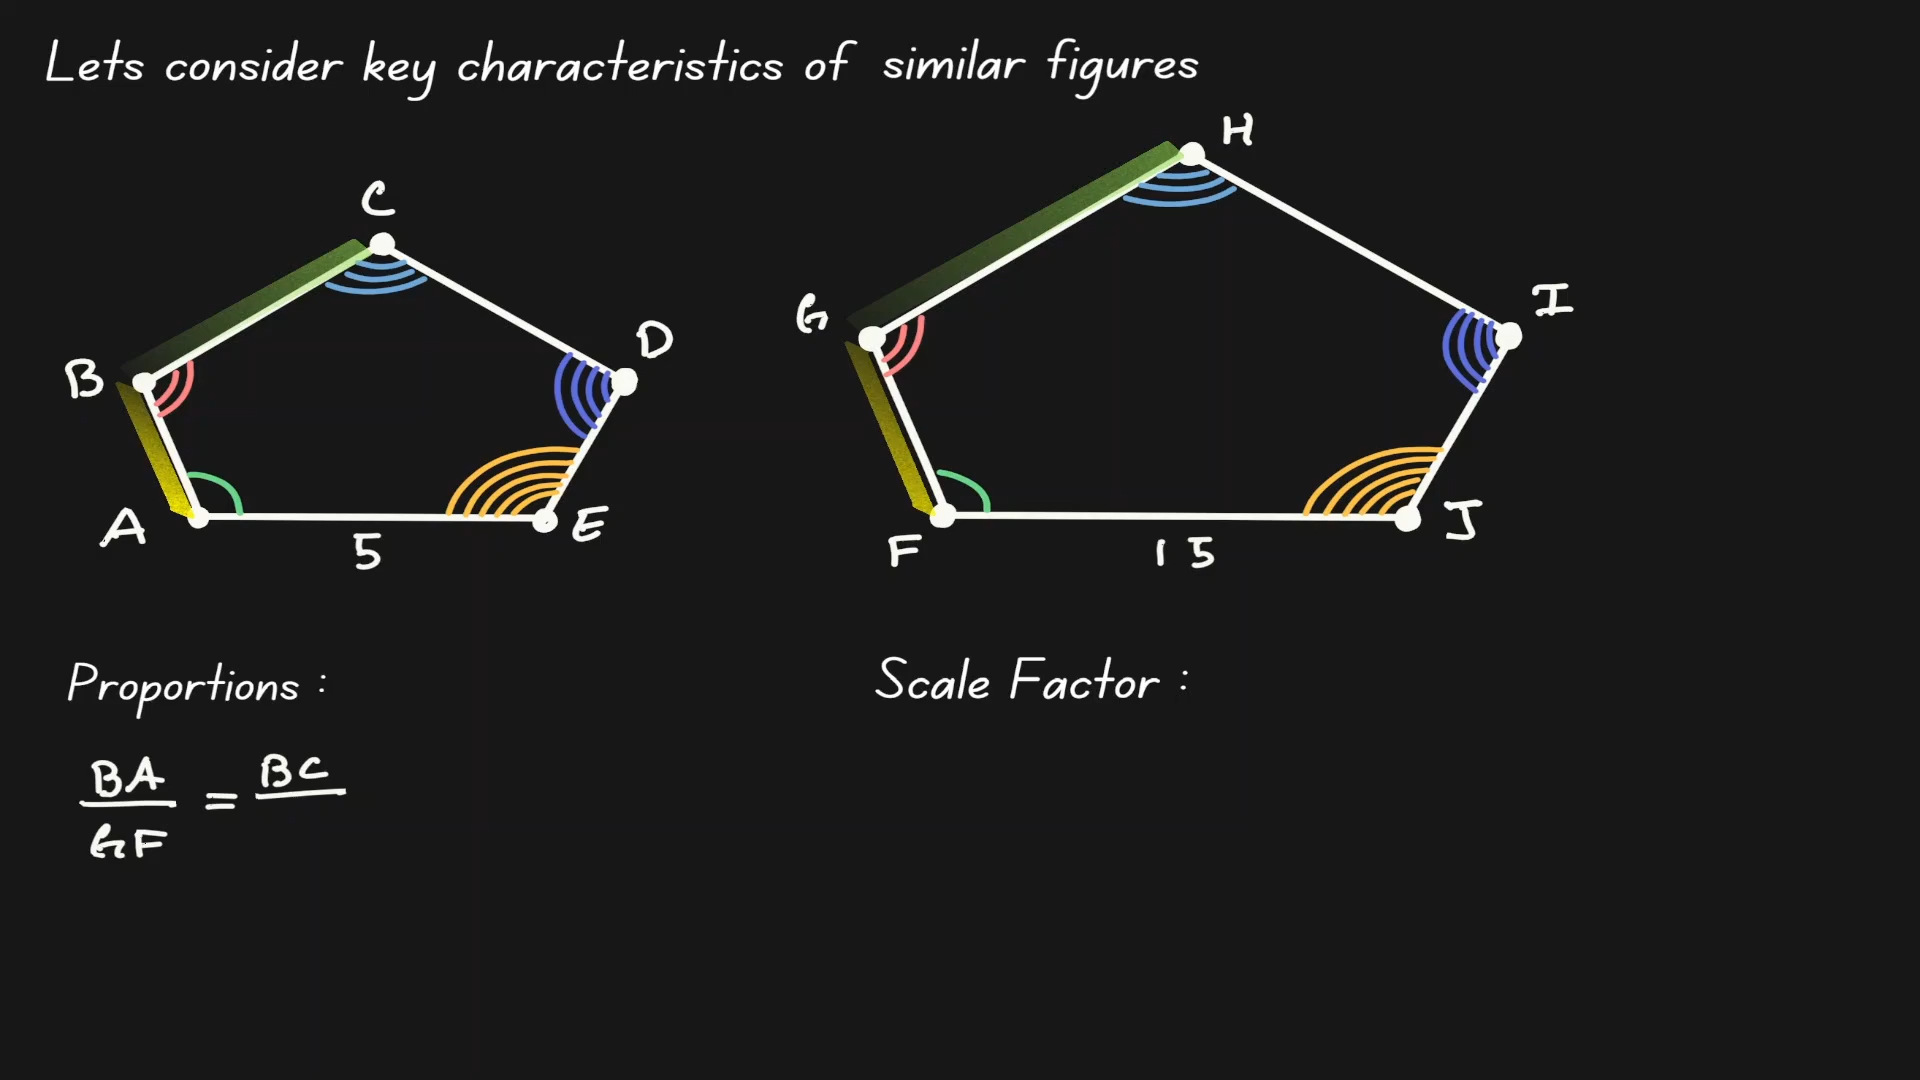 Lets consider key characteristics of similar figures
H
C
I
G
D
B
A
5
E
F
15
J
Proportions :
Scale Factor :
BA/GF = BC/